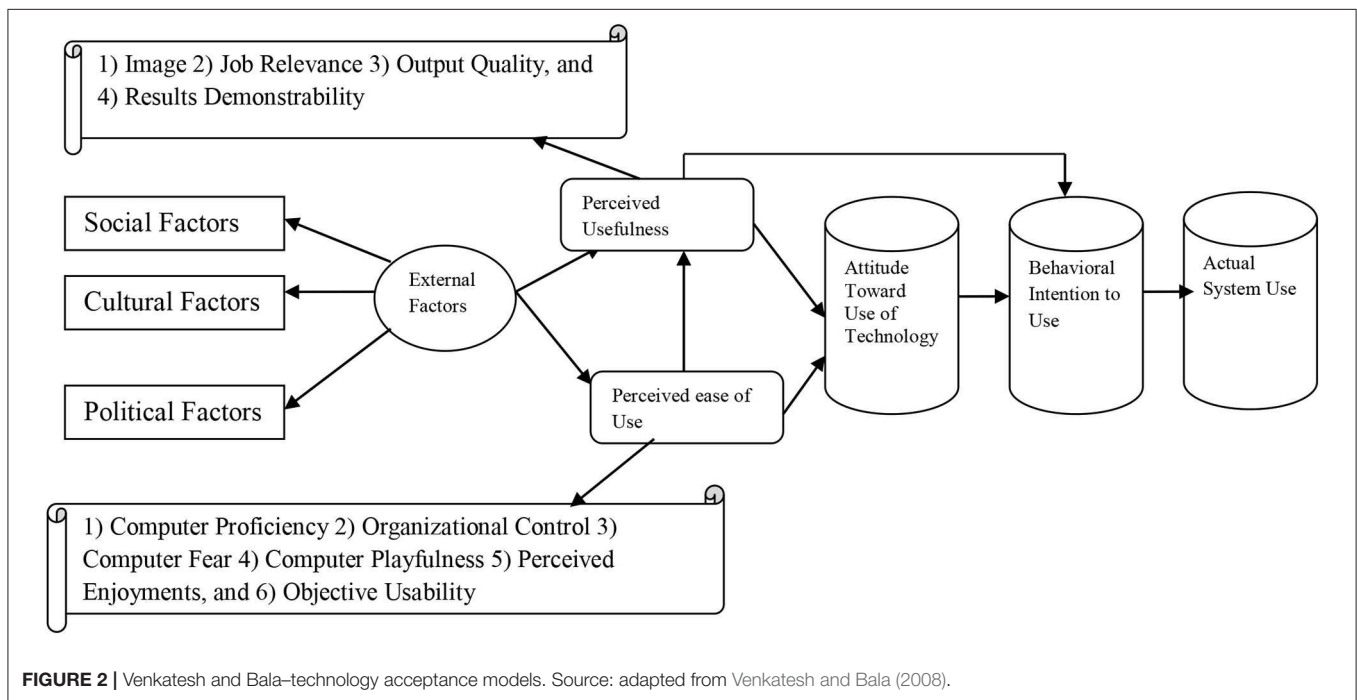 1) Image 2) Job Relevance 3) Output Quality, and
4) Results Demonstrability
Social Factors
Cultural Factors
Political Factors
External
Factors
Perceived
Usefulness
Perceived ease of
Use
Attitude
Toward
Use of
Technology
Behavioral
Intention to
Use
Actual
System Use
1) Computer Proficiency 2) Organizational Control 3)
Computer Fear 4) Computer Playfulness 5) Perceived
Enjoyments, and 6) Objective Usability
FIGURE 2 | Venkatesh and Bala–technology acceptance models. Source: adapted from Venkatesh and Bala (2008).